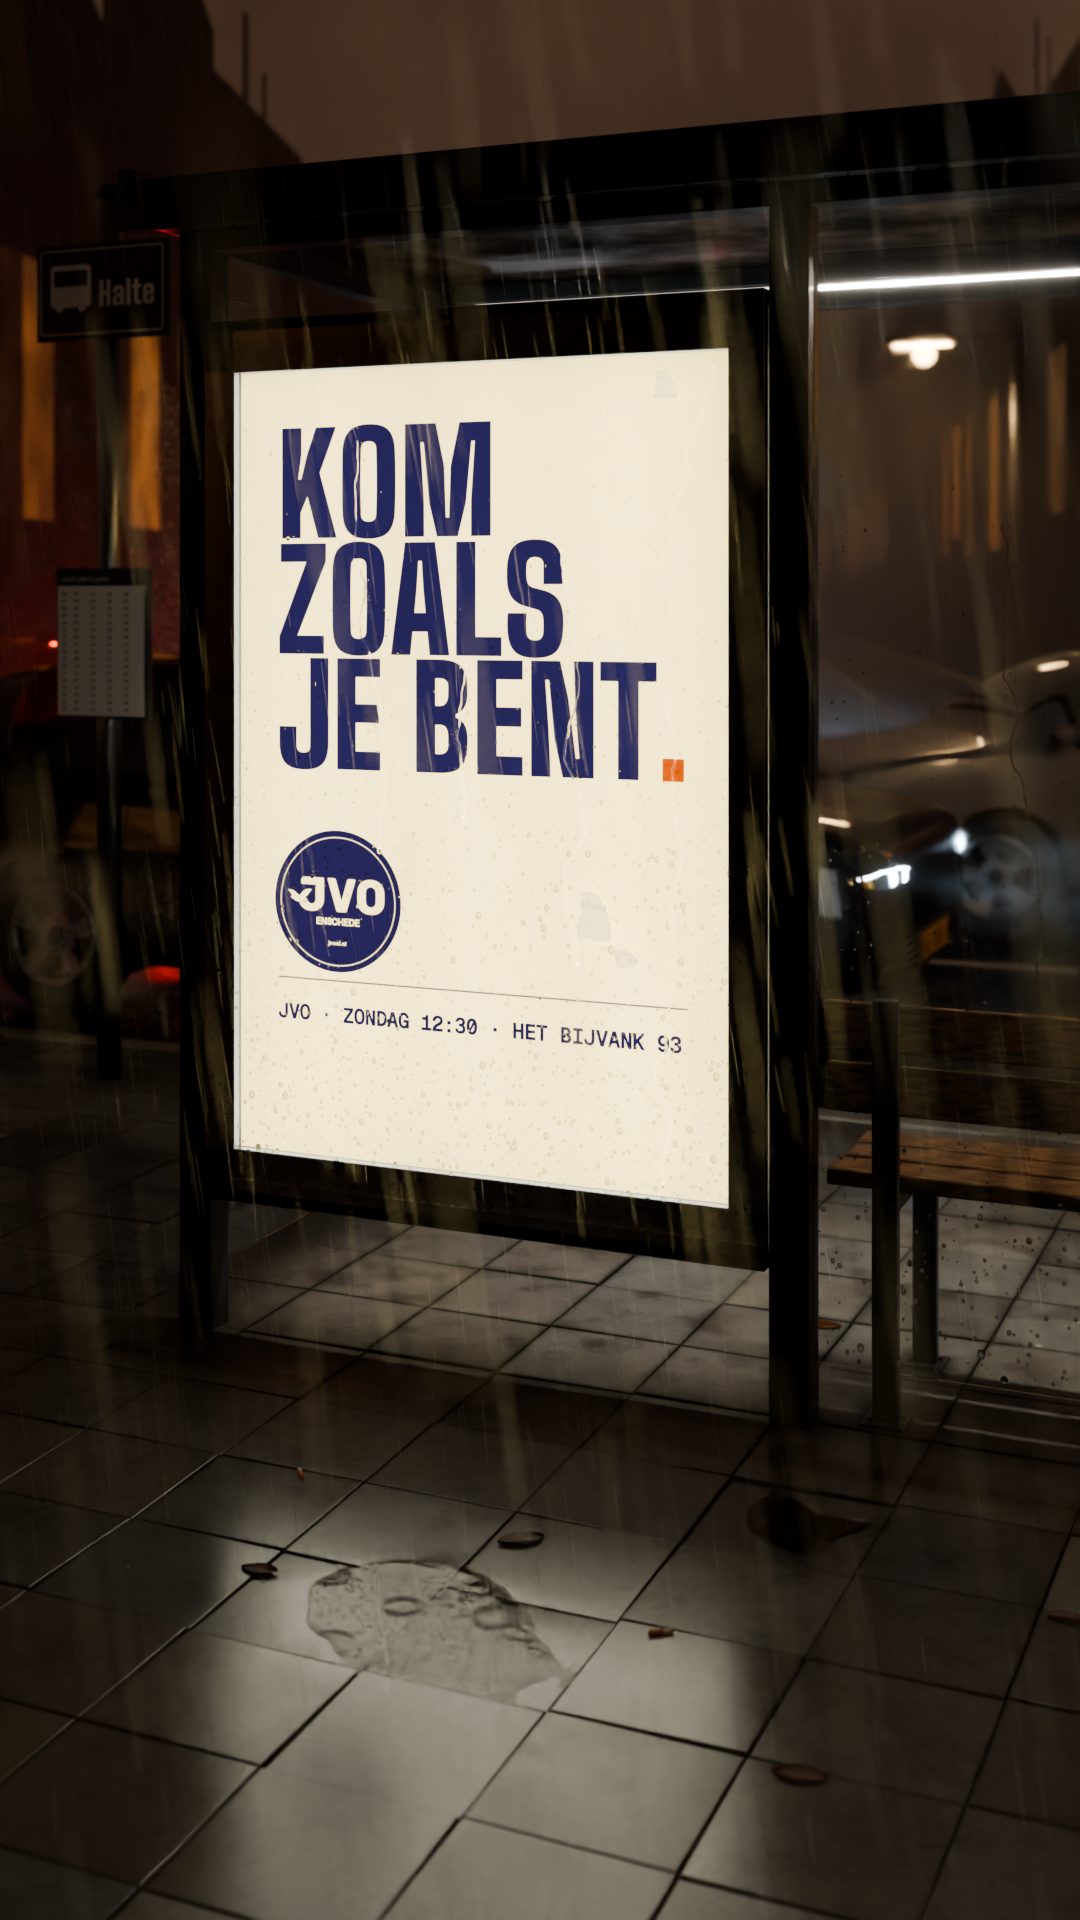 Halte
KOM
ZOALS
JE BENT.
JVO
ENSCHEDE
JVO · ZONDAG 12:30 · HET BIJVANK 93